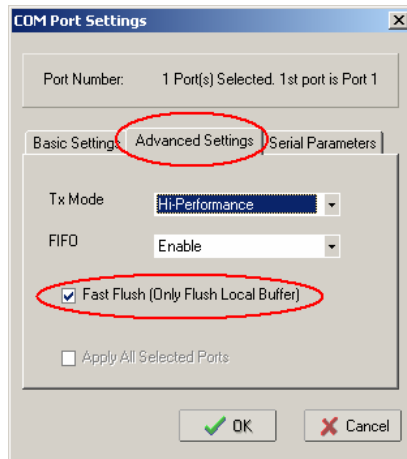 COM Port Settings
Port Number: 1 Port(s) Selected. 1st port is Port 1
Basic Settings Advanced Settings Serial Parameters
Tx Mode Hi-Performance
FIFO Enable
Fast Flush (Only Flush Local Buffer)
Apply All Selected Ports
OK Cancel